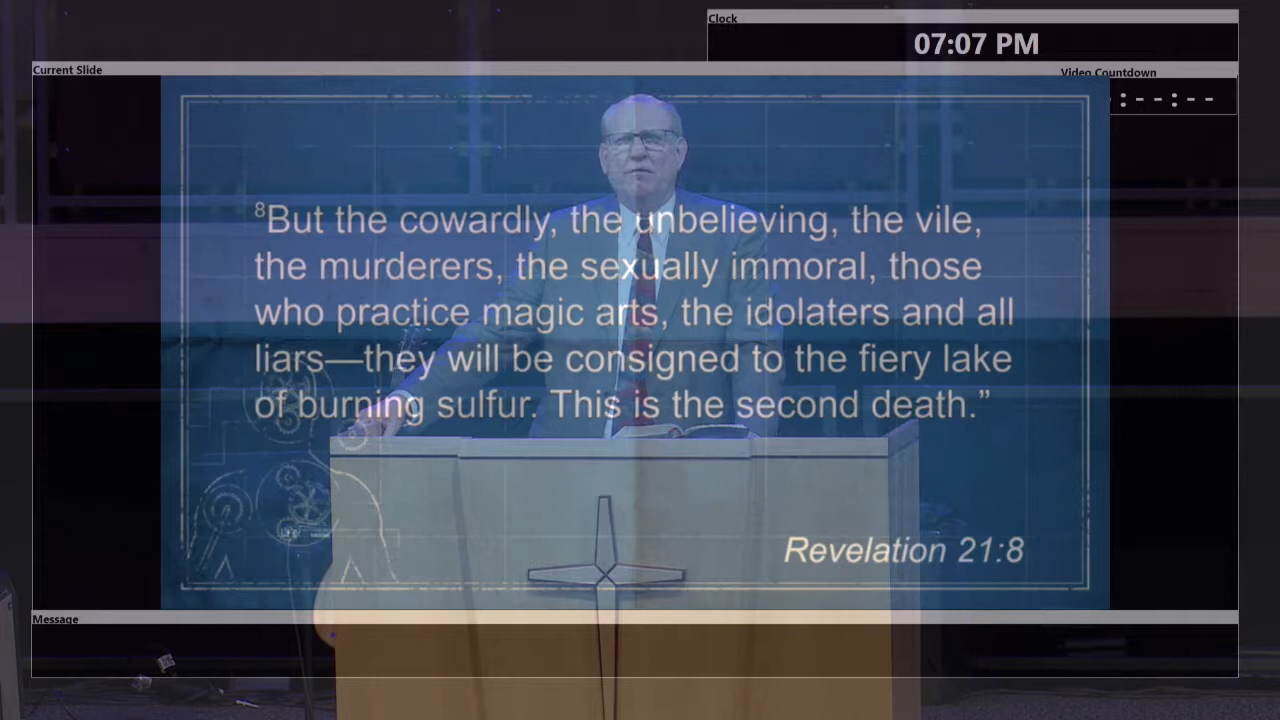 Clock
07:07 PM
Current Slide
Video Countdown
:--:--
⁸But the cowardly, the unbelieving, the vile,
the murderers, the sexually immoral, those
who practice magic arts, the idolaters and all
liars—they will be consigned to the fiery lake
of burning sulfur. This is the second death.”
Revelation 21:8
Message